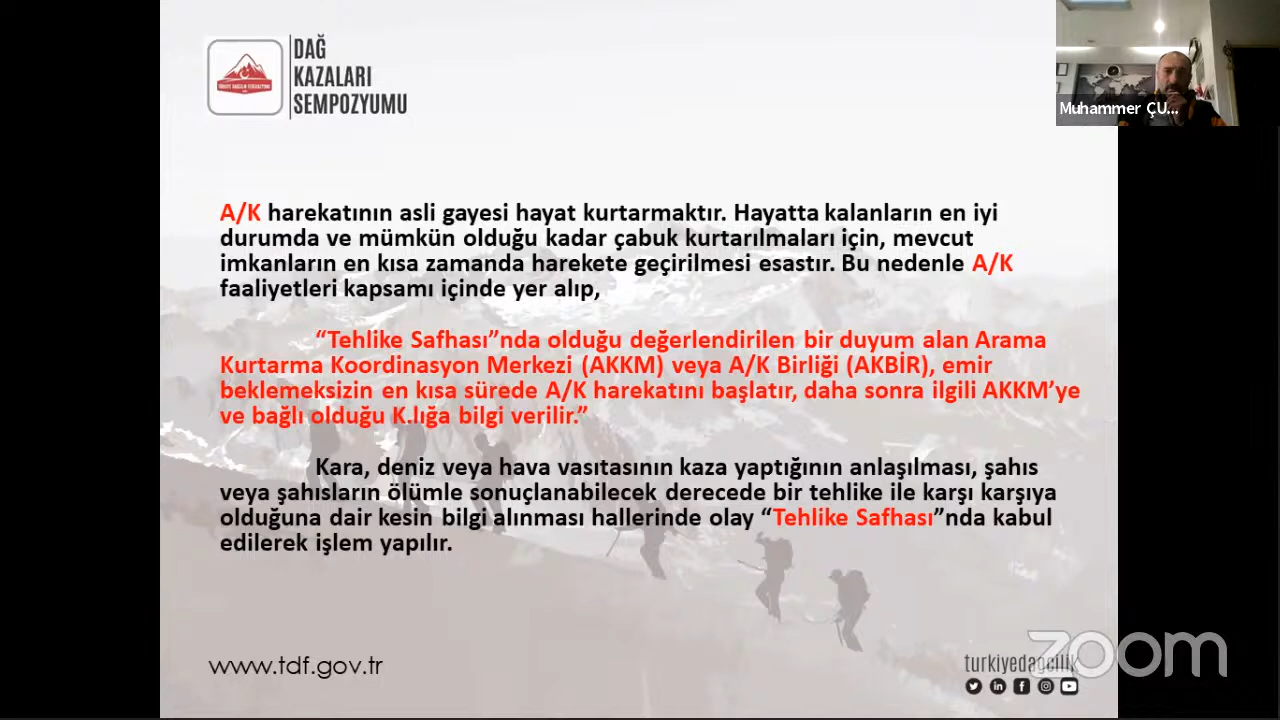 DAĞ
KAZALARI
SEMPOZYUMU
Muhammer ÇU...
A/K harekatının asli gayesi hayat kurtarmaktır. Hayatta kalanların en iyi
durumda ve mümkün olduğu kadar çabuk kurtarılmaları için, mevcut
imkanların en kısa zamanda harekete geçirilmesi esastır. Bu nedenle A/K
faaliyetleri kapsamı içinde yer alıp,
“Tehlike Safhası”nda olduğu değerlendirilen bir duyum alan Arama
Kurtarma Koordinasyon Merkezi (AKKM) veya A/K Birliği (AKBİR), emir
beklemeksizin en kısa sürede A/K harekatını başlatır, daha sonra ilgili AKKM’ye
ve bağlı olduğu K.lığa bilgi verilir.”
Kara, deniz veya hava vasıtasının kaza yaptığının anlaşılması, şahıs
veya şahısların ölümle sonuçlanabilecek derecede bir tehlike ile karşı karşıya
olduğuna dair kesin bilgi alınması hallerinde olay “Tehlike Safhası”nda kabul
edilerek işlem yapılır.
www.tdf.gov.tr
turkiyedagcilik
zoom